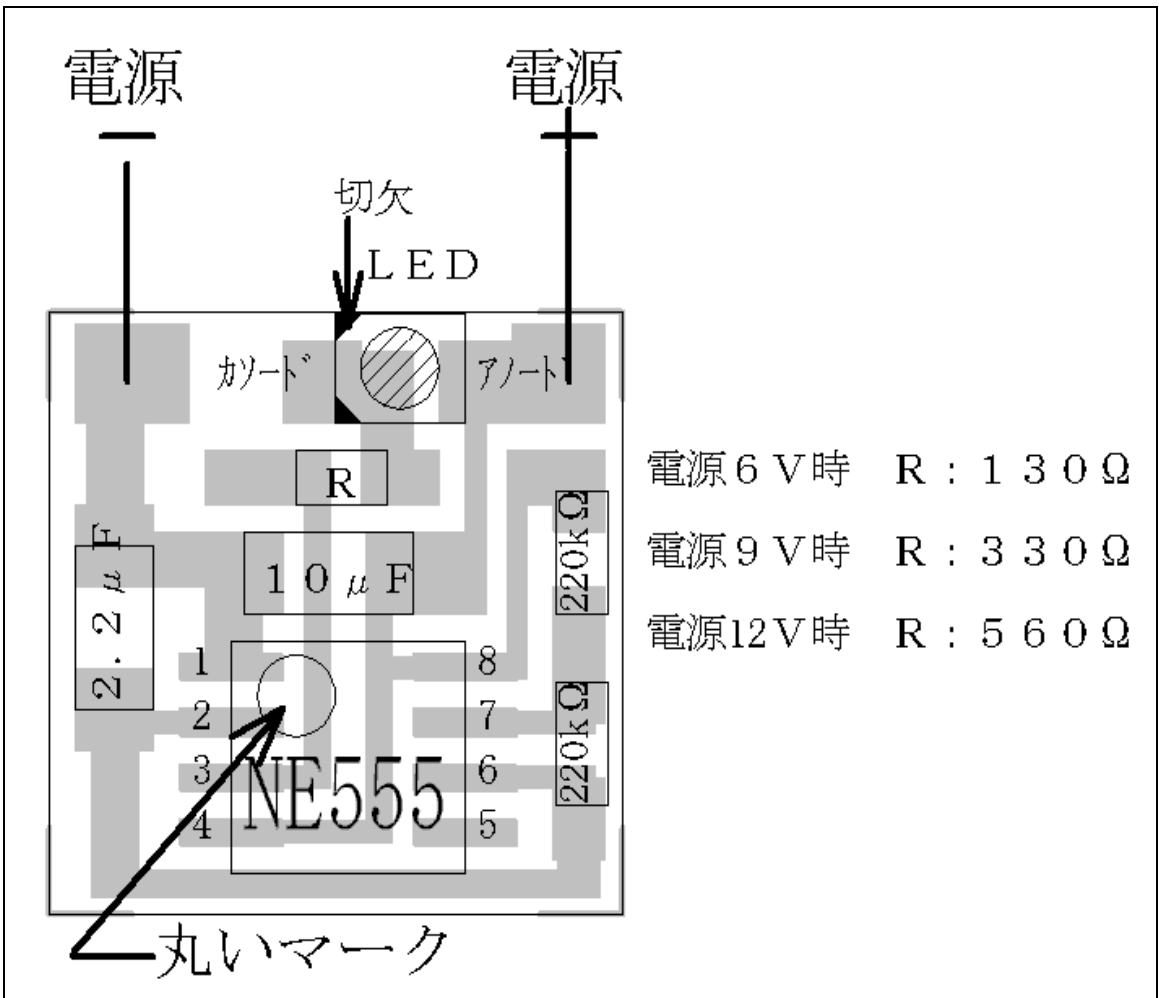 電源
電源
－
＋
切欠
ＬＥＤ
ｶｿｰﾄﾞ
ｱﾉｰﾄﾞ
Ｒ
電源６Ｖ時　Ｒ：１３０Ω
電源９Ｖ時　Ｒ：３３０Ω
電源12Ｖ時　Ｒ：５６０Ω
２.２μＦ
１０μＦ
220kΩ
220kΩ
1
8
2
7
3
6
4
5
NE555
丸いマーク